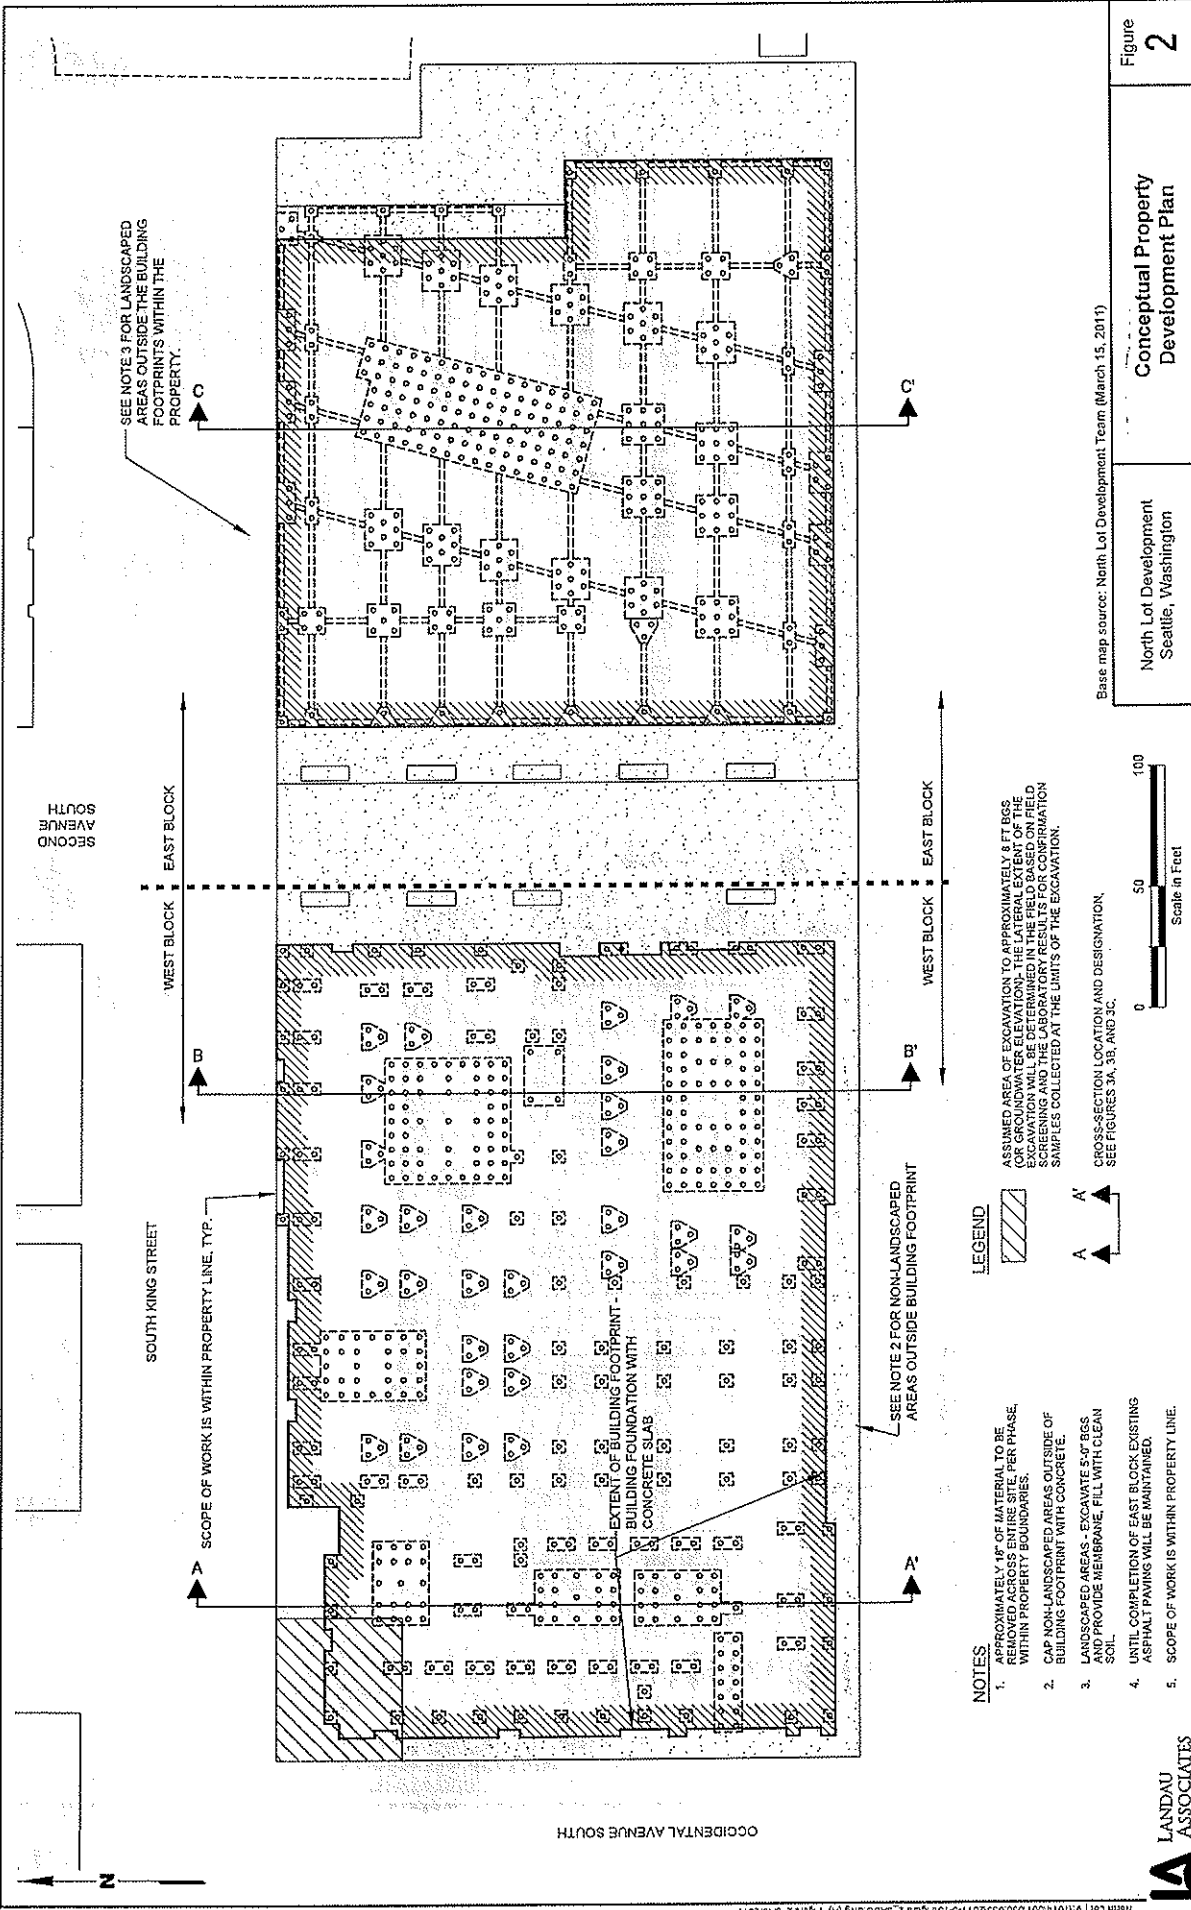 N
SOUTH KING STREET
SECOND
AVENUE
SOUTH
OCCIDENTAL AVENUE SOUTH
SCOPE OF WORK IS WITHIN PROPERTY LINE, TYP.
SEE NOTE 3 FOR LANDSCAPED
AREAS OUTSIDE THE BUILDING
FOOTPRINTS WITHIN THE
PROPERTY.
WEST BLOCK
EAST BLOCK
A
B
C
EXTENT OF BUILDING FOOTPRINT -
BUILDING FOUNDATION WITH
CONCRETE SLAB
A'
B'
C'
WEST BLOCK
EAST BLOCK
SEE NOTE 2 FOR NON-LANDSCAPED
AREAS OUTSIDE BUILDING FOOTPRINT
NOTES
1. APPROXIMATELY 18" OF MATERIAL TO BE
REMOVED ACROSS ENTIRE SITE, PER PHASE,
WITHIN PROPERTY BOUNDARIES.
2. CAP NON-LANDSCAPED AREAS OUTSIDE OF
BUILDING FOOTPRINT WITH CONCRETE.
3. LANDSCAPED AREAS - EXCAVATE 5'-0" BGS
AND PROVIDE MEMBRANE, FILL WITH CLEAN
SOIL.
4. UNTIL COMPLETION OF EAST BLOCK EXISTING
ASPHALT PAVING WILL BE MAINTAINED.
5. SCOPE OF WORK IS WITHIN PROPERTY LINE.
LEGEND
ASSUMED AREA OF EXCAVATION TO APPROXIMATELY 8 FT BGS
(OR GROUNDWATER ELEVATION). THE LATERAL EXTENT OF THE
EXCAVATION WILL BE DETERMINED IN THE FIELD BASED ON FIELD
SCREENING AND THE LABORATORY RESULTS FOR CONFIRMATION
SAMPLES COLLECTED AT THE LIMITS OF THE EXCAVATION.
A A'
CROSS-SECTION LOCATION AND DESIGNATION,
SEE FIGURES 3A, 3B, AND 3C.
0 50 100
Scale in Feet
Base map source: North Lot Development Team (March 15, 2011)
LANDAU
ASSOCIATES
North Lot Development
Seattle, Washington
Conceptual Property
Development Plan
Figure
2